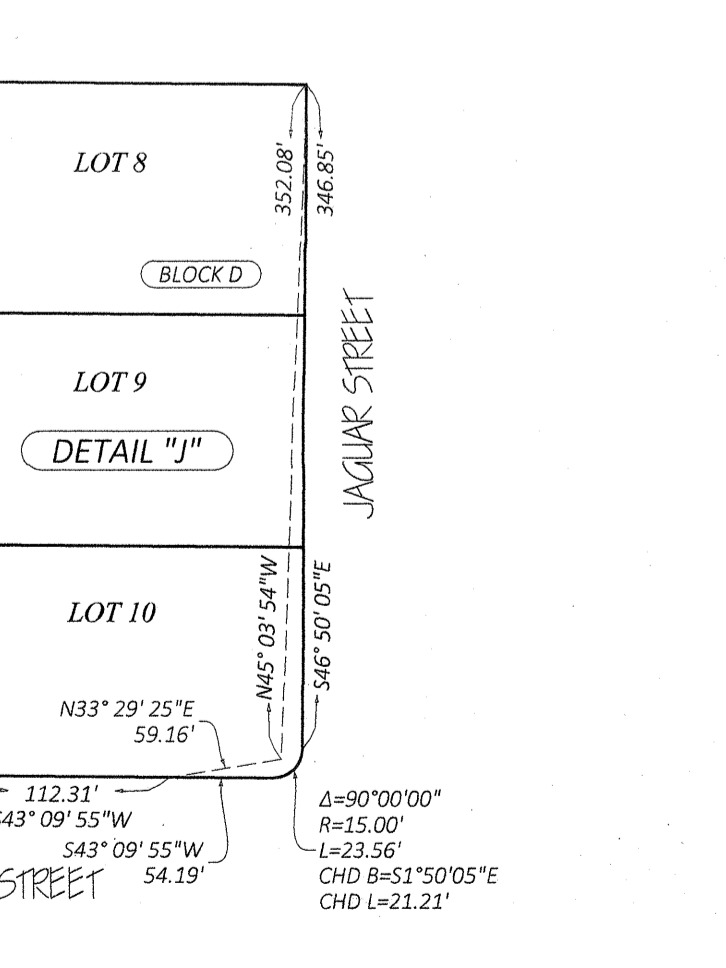 LOT 8
352.08'
346.85'
BLOCK D
JAGUAR STREET
LOT 9
DETAIL "J"
LOT 10
N45° 03' 54"W
S46° 50' 05"E
N33° 29' 25"E
59.16'
112.31'
S43° 09' 55"W
S43° 09' 55"W
54.19'
STREET
Δ=90°00'00"
R=15.00'
L=23.56'
CHD B=S1°50'05"E
CHD L=21.21'